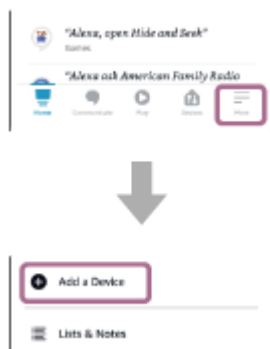 "Alexa, open Hide and Seek"
Games
"Alexa ask American Family Radio
Home Communicate Play Devices More
Add a Device
Lists & Notes